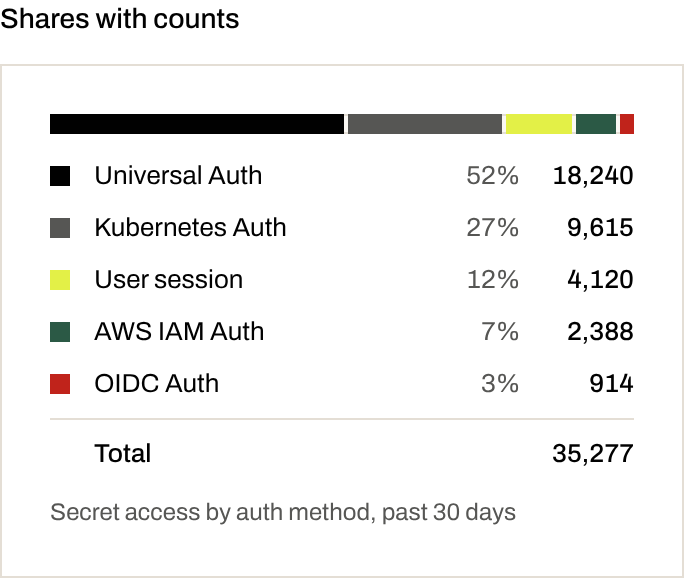 Shares with counts
Universal Auth 52% 18,240
Kubernetes Auth 27% 9,615
User session 12% 4,120
AWS IAM Auth 7% 2,388
OIDC Auth 3% 914
Total 35,277
Secret access by auth method, past 30 days